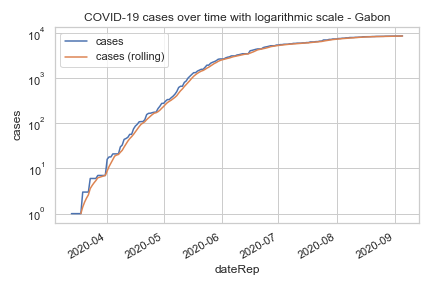 COVID-19 cases over time with logarithmic scale - Gabon
cases
cases (rolling)
10^4
10^3
10^2
10^1
10^0
cases
2020-04
2020-05
2020-06
2020-07
2020-08
2020-09
dateRep